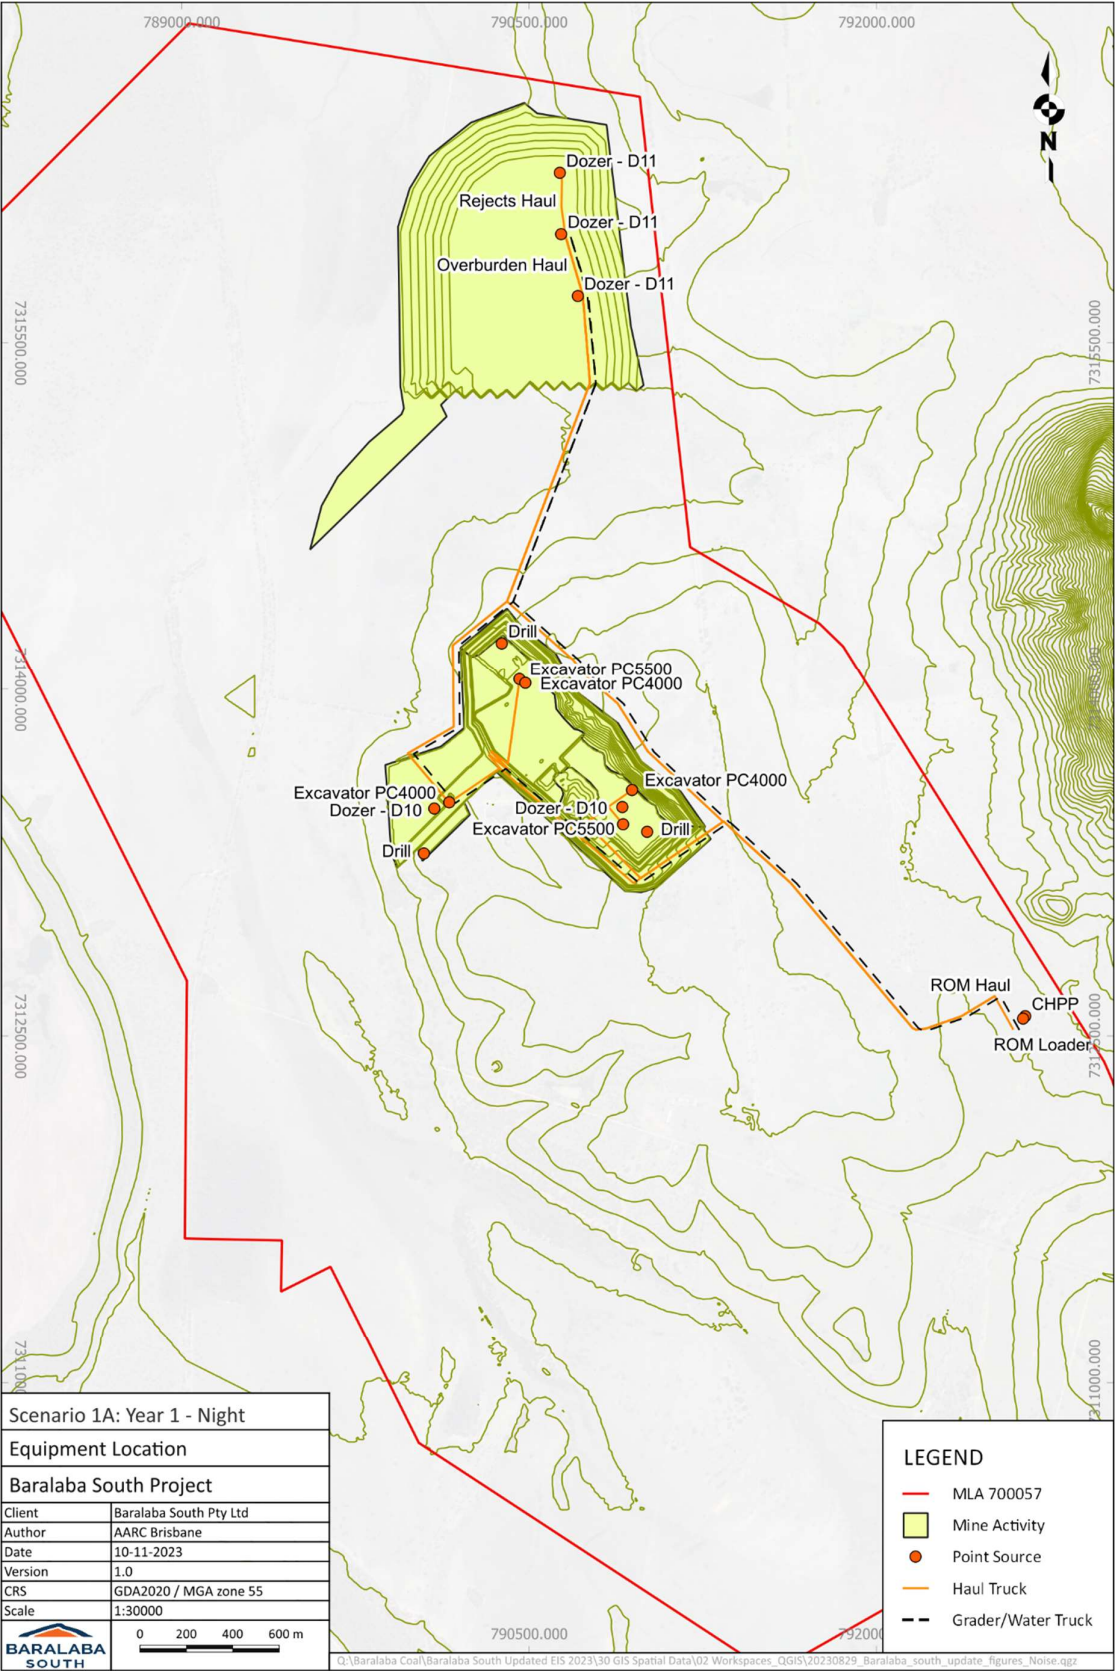 789000.000 790500.000 792000.000
N
Dozer - D11
Rejects Haul
Dozer - D11
Overburden Haul
Dozer - D11
7315500.000 7315500.000
Drill
Excavator PC5500
Excavator PC4000
7314000.000
Excavator PC4000
Excavator PC4000
Dozer - D10
Dozer - D10
Excavator PC5500
Drill
Drill
ROM Haul
CHPP
ROM Loader
7312500.000
7311000.000
Scenario 1A: Year 1 - Night
Equipment Location
Baralaba South Project
Client Baralaba South Pty Ltd
Author AARC Brisbane
Date 10-11-2023
Version 1.0
CRS GDA2020 / MGA zone 55
Scale 1:30000
BARALABA
SOUTH
0 200 400 600 m
LEGEND
MLA 700057
Mine Activity
Point Source
Haul Truck
Grader/Water Truck
790500.000
Q:\Baralaba Coal\Baralaba South Updated EIS 2023\30 GIS Spatial Data\02 Workspaces_QGIS\20230829_Baralaba_south_update_figures_Noise.qgz